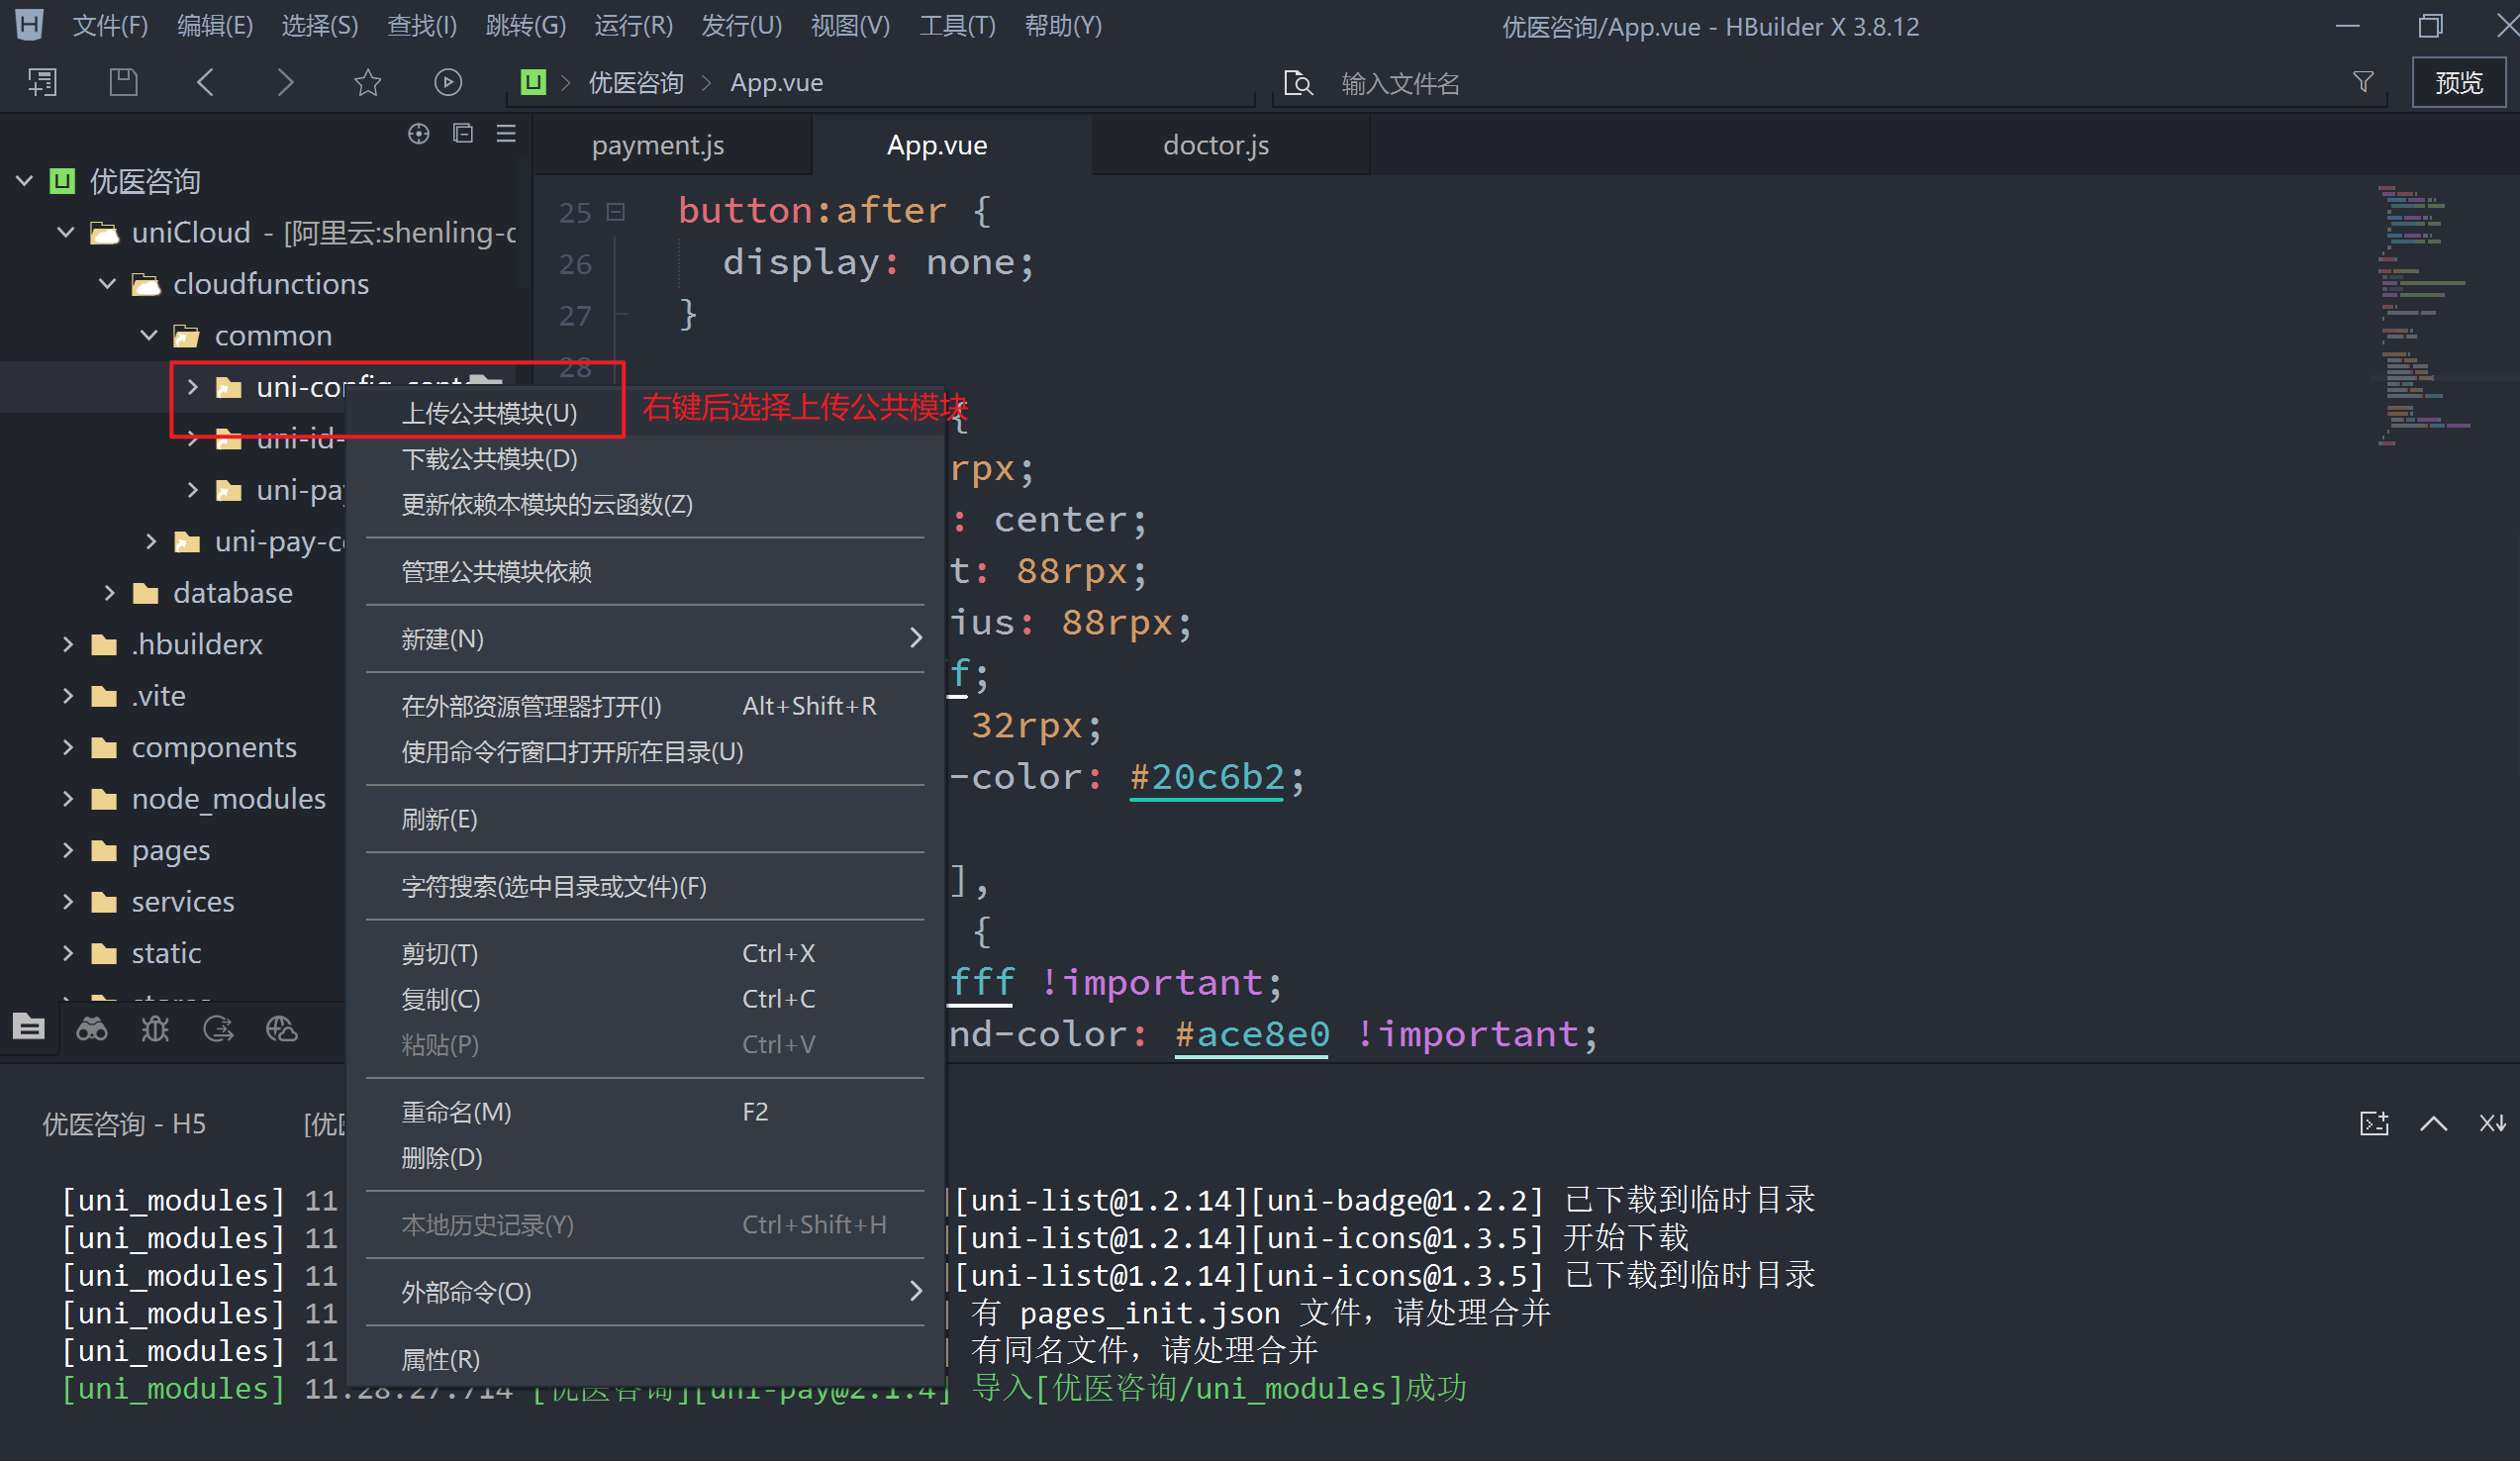 文件(F) 编辑(E) 选择(S) 查找(I) 跳转(G) 运行(R) 发行(U) 视图(V) 工具(T) 帮助(Y) 优医咨询/App.vue - HBuilder X 3.8.12
优医咨询 App.vue 输入文件名 预览
payment.js App.vue doctor.js
优医咨询
uniCloud - [阿里云:shenling-
cloudfunctions
common
uni-config-cent
uni-id-
uni-pay
uni-pay-c
database
.hbuilderx
.vite
components
node_modules
pages
services
static
25 button:after {
26 display: none;
27 }
28
{
rpx;
: center;
t: 88rpx;
ius: 88rpx;
f;
32rpx;
-color: #20c6b2;
],
{
fff !important;
nd-color: #ace8e0 !important;
右键后选择上传公共模块
上传公共模块(U)
下载公共模块(D)
更新依赖本模块的云函数(Z)
管理公共模块依赖
新建(N)
在外部资源管理器打开(I) Alt+Shift+R
使用命令行窗口打开所在目录(U)
刷新(E)
字符搜索(选中目录或文件)(F)
剪切(T) Ctrl+X
复制(C) Ctrl+C
粘贴(P) Ctrl+V
重命名(M) F2
删除(D)
本地历史记录(Y) Ctrl+Shift+H
外部命令(O)
属性(R)
优医咨询 - H5 [优
[uni_modules] 11 [uni-list@1.2.14][uni-badge@1.2.2] 已下载到临时目录
[uni_modules] 11 [uni-list@1.2.14][uni-icons@1.3.5] 开始下载
[uni_modules] 11 [uni-list@1.2.14][uni-icons@1.3.5] 已下载到临时目录
[uni_modules] 11 有 pages_init.json 文件，请处理合并
[uni_modules] 11 有同名文件，请处理合并
[uni_modules] 11:28:27.714 [优医咨询][uni-pay@2.1.4] 导入[优医咨询/uni_modules]成功